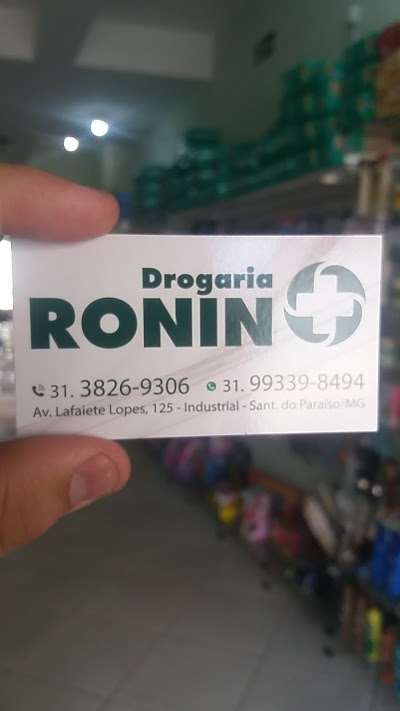 Drogaria
RONIN
31. 3826-9306 31. 99339-8494
Av. Lafaiete Lopes, 125 - Industrial - Sant. do Paraíso/MG